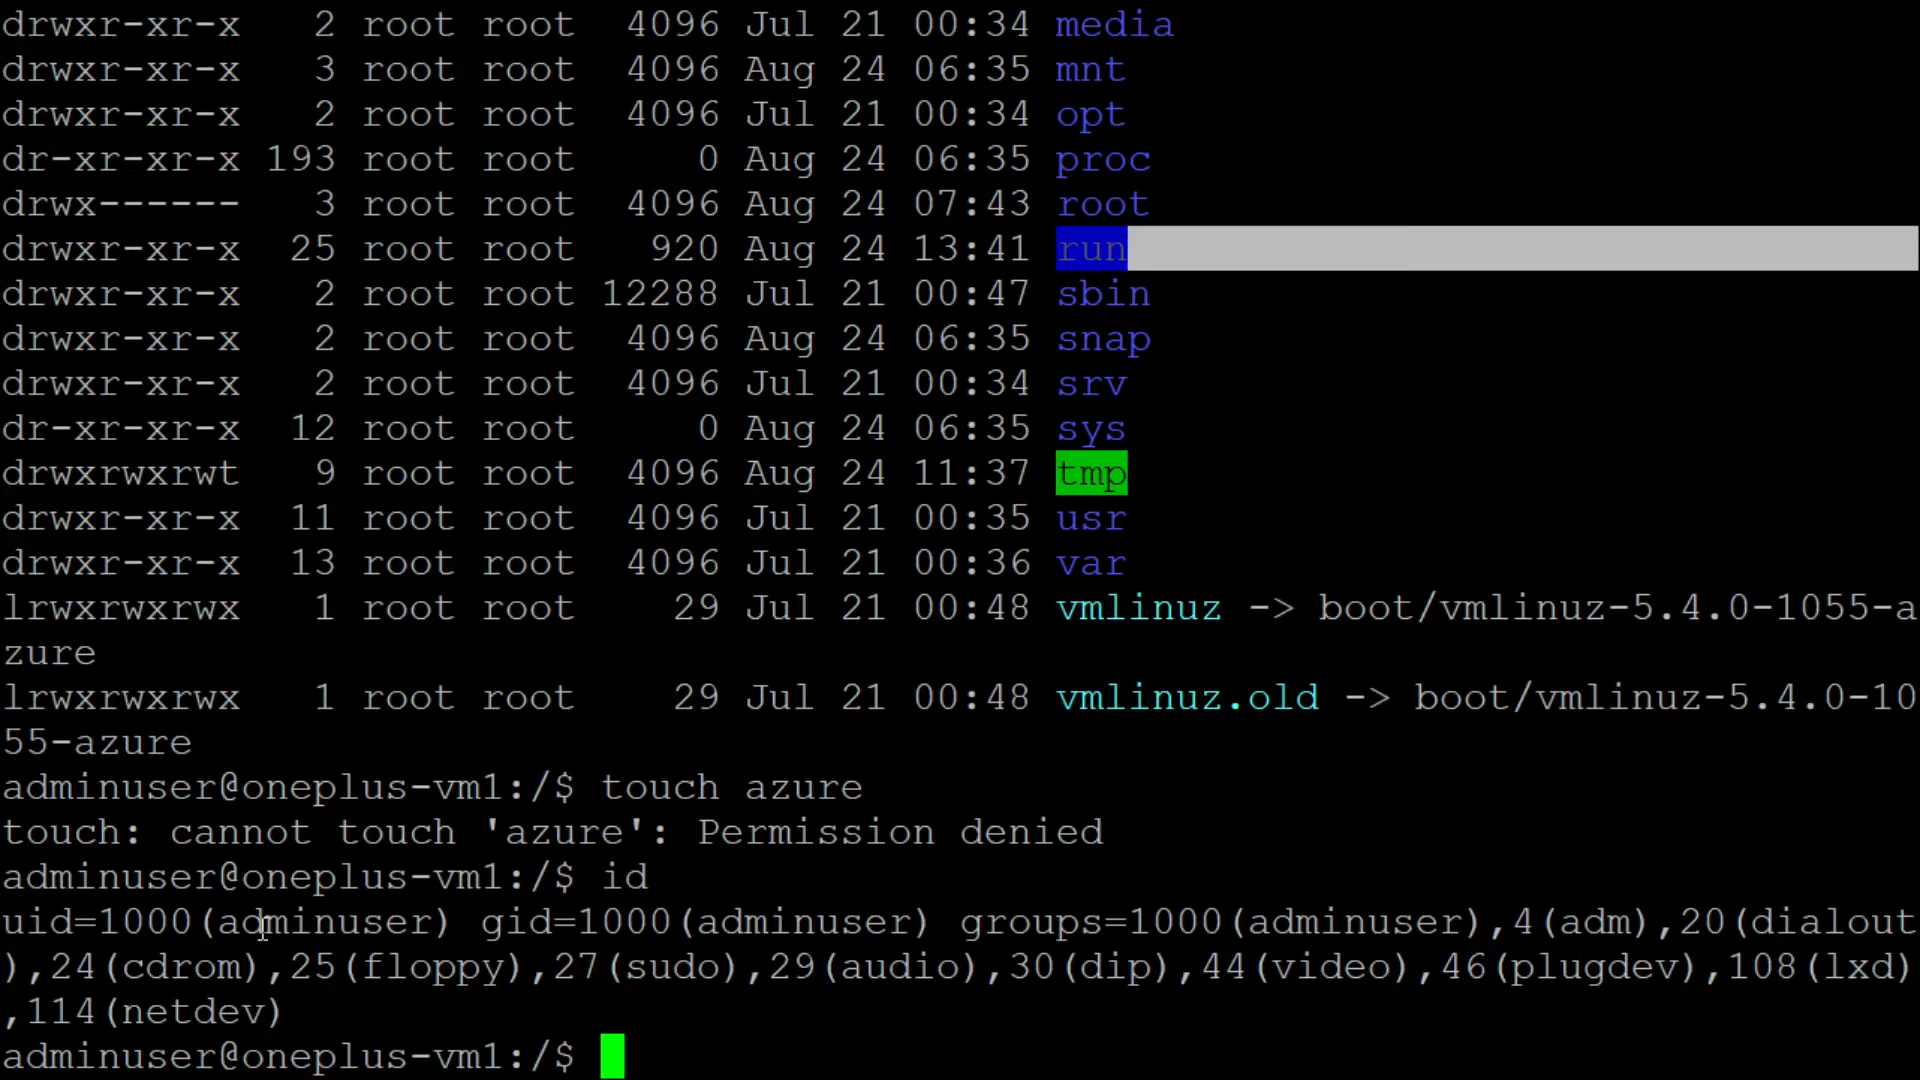 drwxr-xr-x   2 root root  4096 Jul 21 00:34 media
drwxr-xr-x   3 root root  4096 Aug 24 06:35 mnt
drwxr-xr-x   2 root root  4096 Jul 21 00:34 opt
dr-xr-xr-x 193 root root     0 Aug 24 06:35 proc
drwx------   3 root root  4096 Aug 24 07:43 root
drwxr-xr-x  25 root root   920 Aug 24 13:41 run
drwxr-xr-x   2 root root 12288 Jul 21 00:47 sbin
drwxr-xr-x   2 root root  4096 Aug 24 06:35 snap
drwxr-xr-x   2 root root  4096 Jul 21 00:34 srv
dr-xr-xr-x  12 root root     0 Aug 24 06:35 sys
drwxrwxrwt   9 root root  4096 Aug 24 11:37 tmp
drwxr-xr-x  11 root root  4096 Jul 21 00:35 usr
drwxr-xr-x  13 root root  4096 Jul 21 00:36 var
lrwxrwxrwx   1 root root    29 Jul 21 00:48 vmlinuz -> boot/vmlinuz-5.4.0-1055-a
zure
lrwxrwxrwx   1 root root    29 Jul 21 00:48 vmlinuz.old -> boot/vmlinuz-5.4.0-10
55-azure
adminuser@oneplus-vm1:/$ touch azure
touch: cannot touch 'azure': Permission denied
adminuser@oneplus-vm1:/$ id
uid=1000(adminuser) gid=1000(adminuser) groups=1000(adminuser),4(adm),20(dialout
),24(cdrom),25(floppy),27(sudo),29(audio),30(dip),44(video),46(plugdev),108(lxd)
,114(netdev)
adminuser@oneplus-vm1:/$